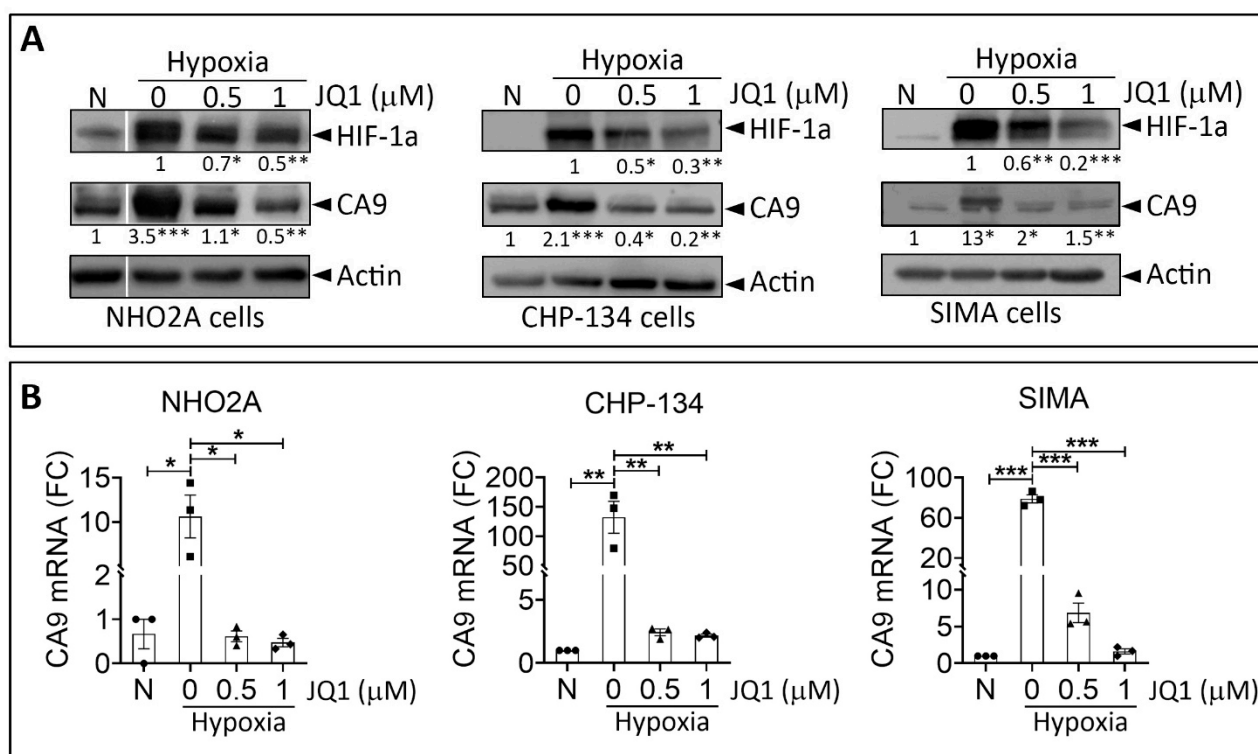 A
Hypoxia
N 0 0.5 1 JQ1 (μM)
HIF-1a
1 0.7* 0.5**
CA9
1 3.5*** 1.1* 0.5**
Actin
NHO2A cells
Hypoxia
N 0 0.5 1 JQ1 (μM)
HIF-1a
1 0.5* 0.3**
CA9
1 2.1*** 0.4* 0.2**
Actin
CHP-134 cells
Hypoxia
N 0 0.5 1 JQ1 (μM)
HIF-1a
1 0.6** 0.2***
CA9
1 13* 2* 1.5**
Actin
SIMA cells
B
NHO2A
CA9 mRNA (FC)
15
10
2
1
0
* * *
N 0 0.5 1 JQ1 (μM)
Hypoxia
CHP-134
CA9 mRNA (FC)
200
150
100
50
5
0
** ** **
N 0 0.5 1 JQ1 (μM)
Hypoxia
SIMA
CA9 mRNA (FC)
100
80
60
40
10
5
0
*** *** ***
N 0 0.5 1 JQ1 (μM)
Hypoxia